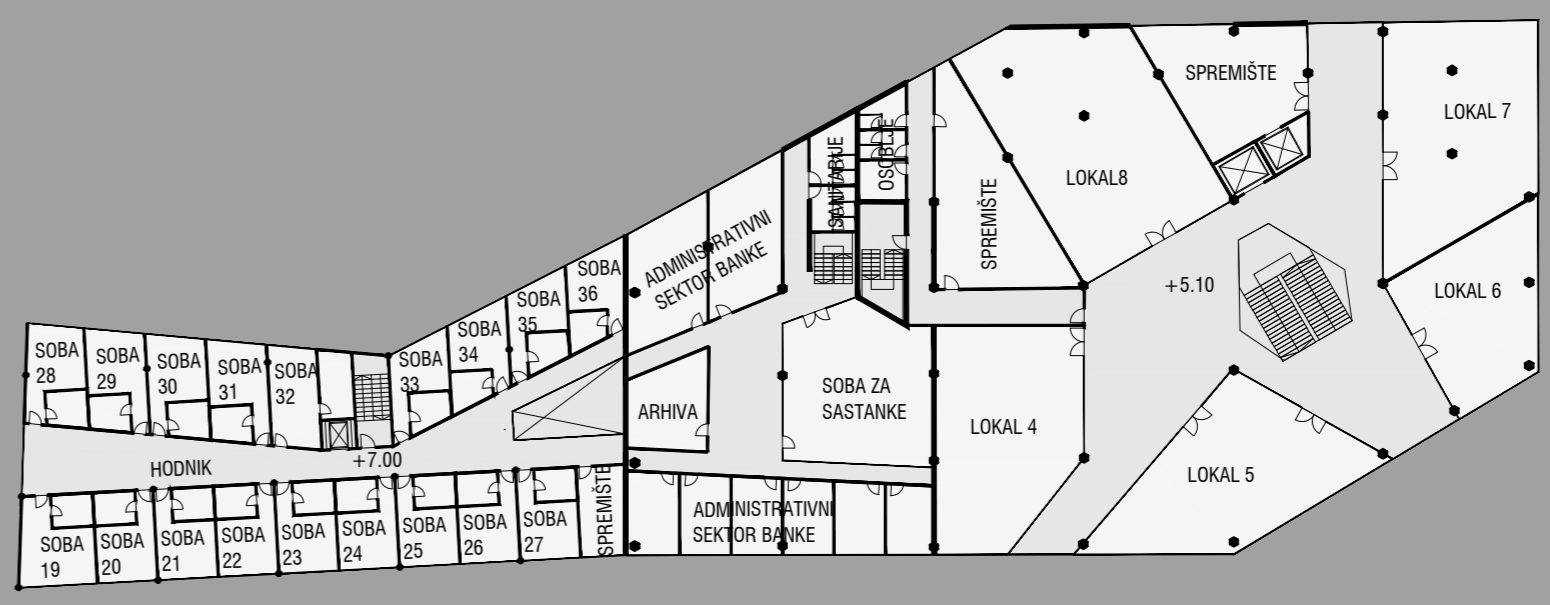 SPREMIŠTE
LOKAL 7
LOKAL8
SANITARIJE
OSOBLJE
SPREMIŠTE
ADMINISTRATIVNI
SEKTOR BANKE
+5.10
LOKAL 6
SOBA
36
SOBA
35
SOBA
34
SOBA
33
SOBA
28
SOBA
29
SOBA
30
SOBA
31
SOBA
32
ARHIVA
SOBA ZA
SASTANKE
LOKAL 4
LOKAL 5
HODNIK
+7.00
SPREMIŠTE
ADMINISTRATIVNI
SEKTOR BANKE
SOBA
19
SOBA
20
SOBA
21
SOBA
22
SOBA
23
SOBA
24
SOBA
25
SOBA
26
SOBA
27